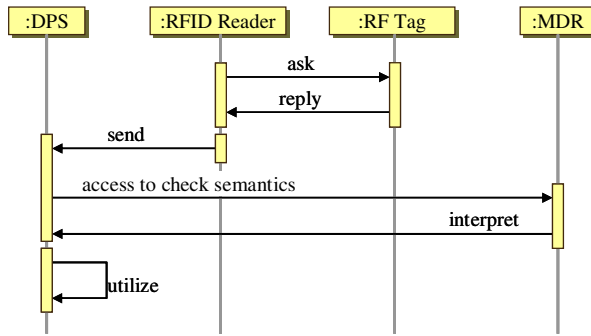 :DPS
:RFID Reader
:RF Tag
:MDR
ask
reply
send
access to check semantics
interpret
utilize